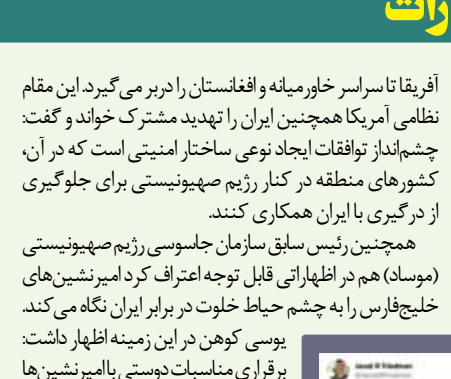 رات
آفریقا تا سراسر خاورمیانه و افغانستان را دربر می‌گیرد. این مقام
نظامی آمریکا همچنین ایران را تهدید مشترک خواند و گفت:
چشم‌انداز توافقات ایجاد نوعی ساختار امنیتی است که در آن،
کشورهای منطقه در کنار رژیم صهیونیستی برای جلوگیری
از درگیری با ایران همکاری کنند.
همچنین رئیس سابق سازمان جاسوسی رژیم صهیونیستی
(موساد) هم در اظهاراتی قابل توجه اعتراف کرد امیرنشین‌های
خلیج‌فارس را به چشم حیاط خلوت در برابر ایران نگاه می‌کند.
یوسی کوهن در این زمینه اظهار داشت:
برقراری مناسبات دوستی با امیرنشین‌ها